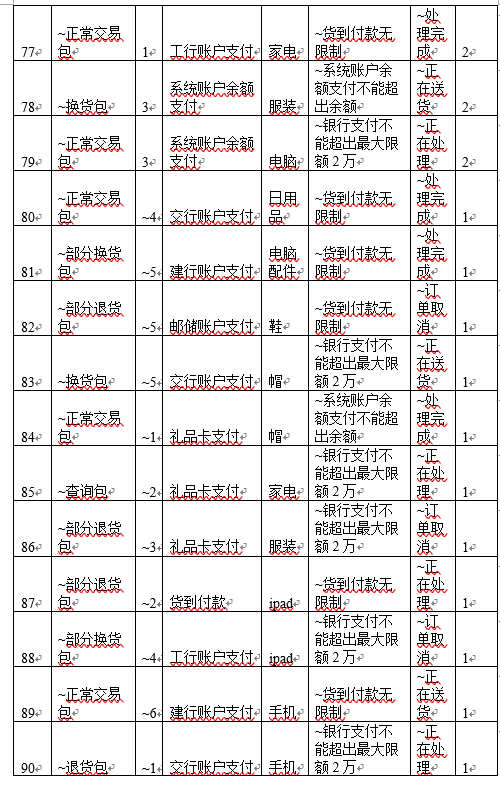 77 ~正常交易包 1 工行账户支付 家电 ~货到付款无限制 ~处理完成 2
78 ~换货包 3 系统账户余额支付 服装 ~系统账户余额支付不能超出余额 ~正在送货 2
79 ~正常交易包 3 系统账户余额支付 电脑 ~银行支付不能超出最大限额 2 万 ~正在处理 2
80 ~正常交易包 ~4 交行账户支付 日用品 ~货到付款无限制 ~处理完成 1
81 ~部分换货包 ~5 建行账户支付 电脑配件 ~货到付款无限制 ~处理完成 1
82 ~部分退货包 ~5 邮储账户支付 鞋 ~货到付款无限制 ~订单取消 1
83 ~换货包 ~5 交行账户支付 帽 ~银行支付不能超出最大限额 2 万 ~正在送货 1
84 ~正常交易包 ~1 礼品卡支付 帽 ~系统账户余额支付不能超出余额 ~处理完成 1
85 ~查询包 ~2 礼品卡支付 家电 ~银行支付不能超出最大限额 2 万 ~正在处理 1
86 ~部分退货包 ~3 礼品卡支付 服装 ~银行支付不能超出最大限额 2 万 ~订单取消 1
87 ~部分退货包 ~2 货到付款 ipad ~货到付款无限制 ~正在处理 1
88 ~部分换货包 ~4 工行账户支付 ipad ~银行支付不能超出最大限额 2 万 ~订单取消 1
89 ~正常交易包 ~6 建行账户支付 手机 ~货到付款无限制 ~正在送货 1
90 ~退货包 ~1 交行账户支付 手机 ~银行支付不能超出最大限额 2 万 ~正在处理 1